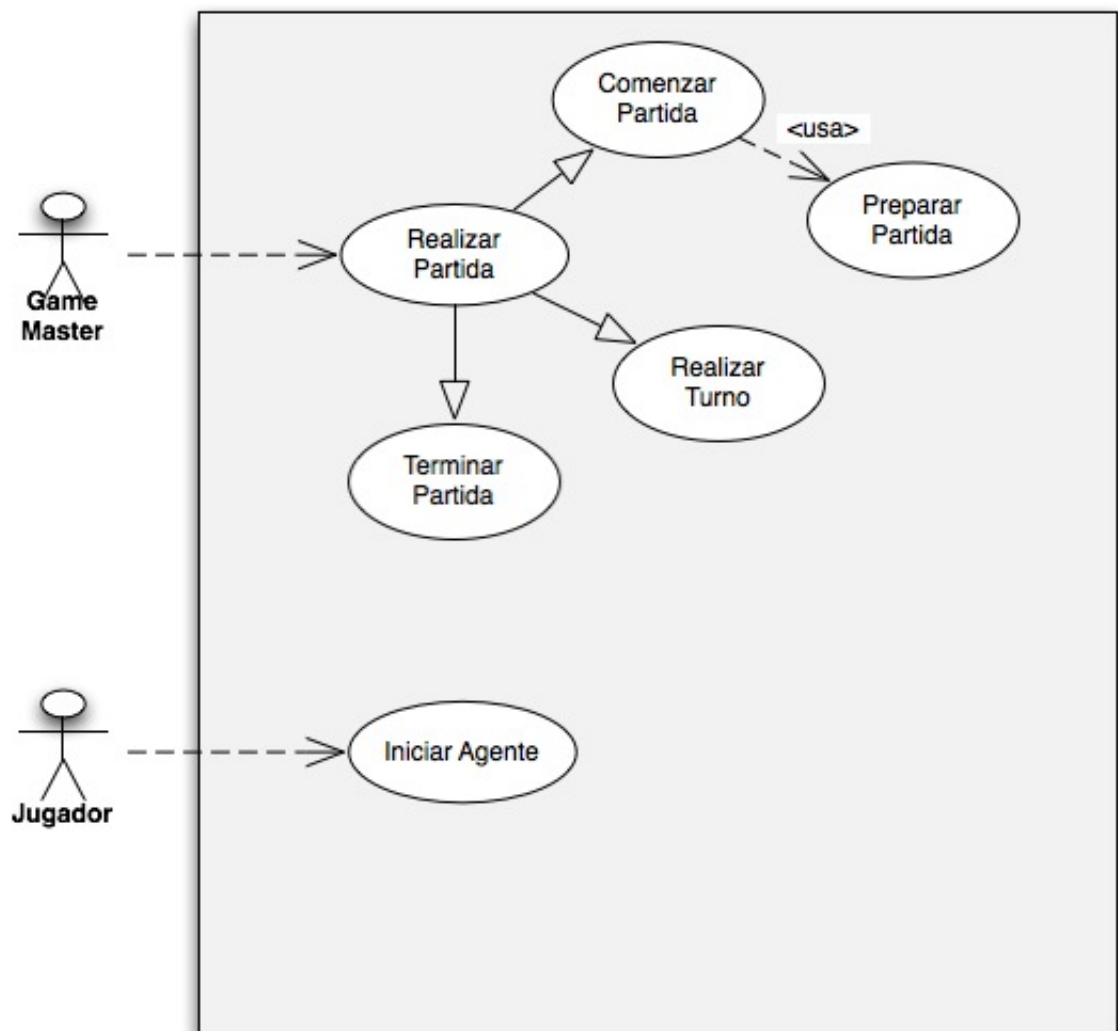 Comenzar
Partida
<usa>
Preparar
Partida
Realizar
Partida
Game
Master
Realizar
Turno
Terminar
Partida
Iniciar Agente
Jugador